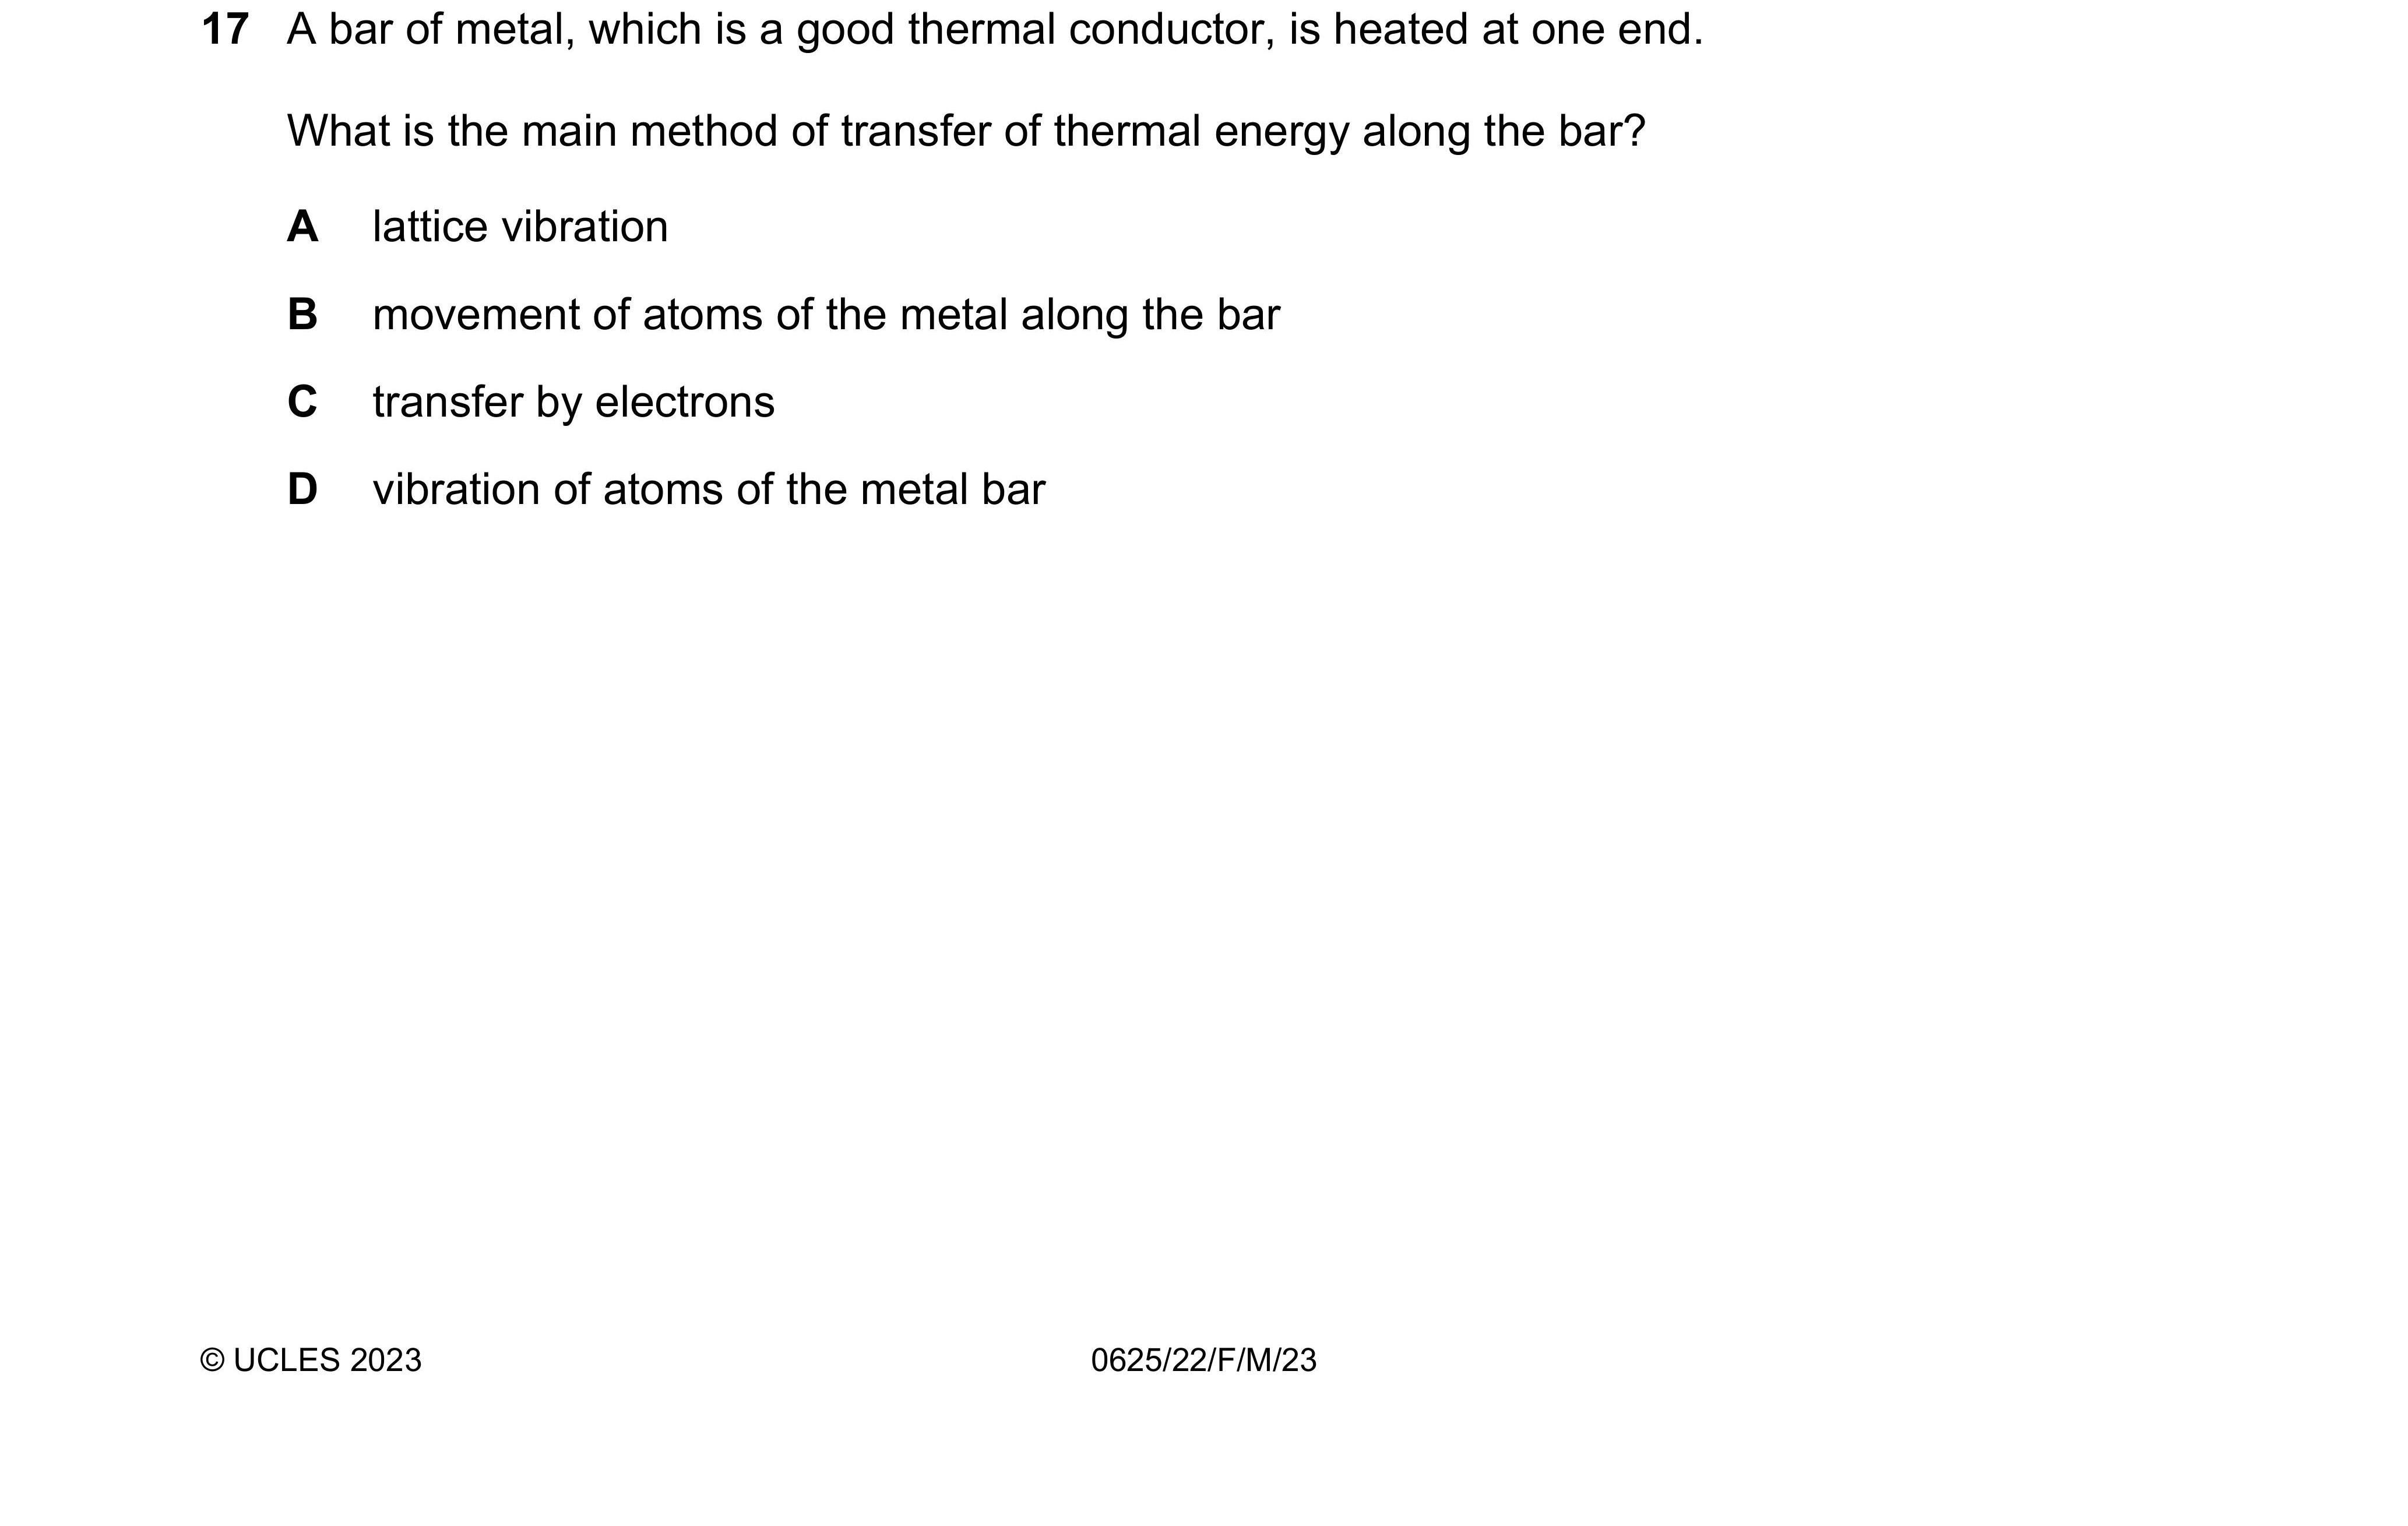 17 A bar of metal, which is a good thermal conductor, is heated at one end.
What is the main method of transfer of thermal energy along the bar?
A lattice vibration
B movement of atoms of the metal along the bar
C transfer by electrons
D vibration of atoms of the metal bar
© UCLES 2023 0625/22/F/M/23